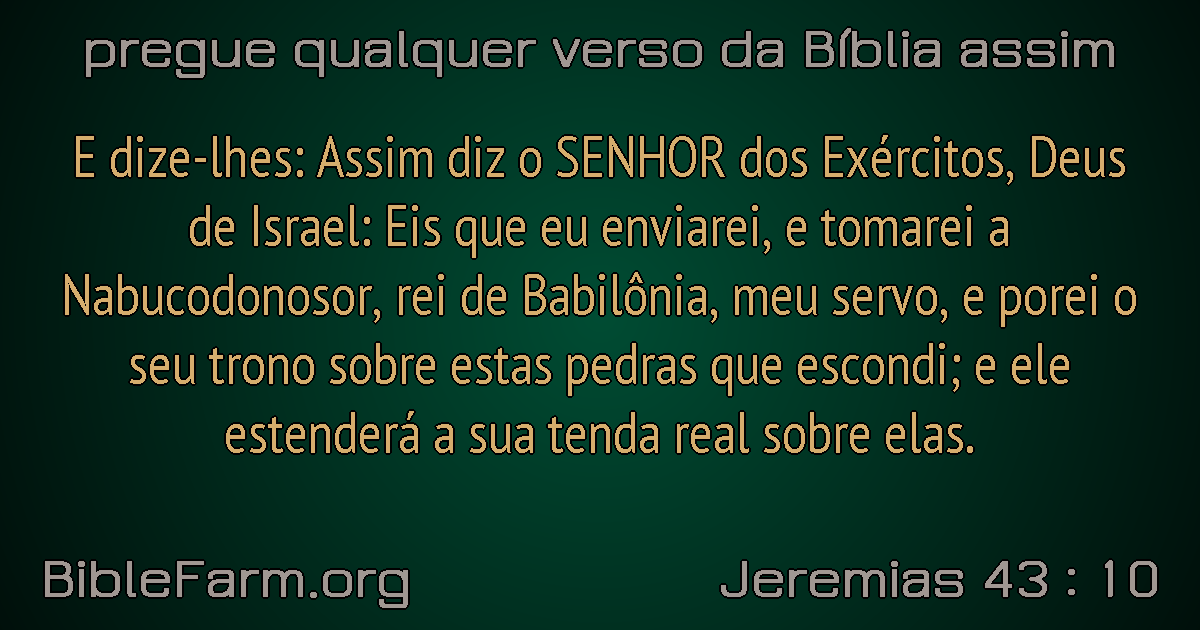 pregue qualquer verso da Bíblia assim
E dize-lhes: Assim diz o SENHOR dos Exércitos, Deus
de Israel: Eis que eu enviarei, e tomarei a
Nabucodonosor, rei de Babilônia, meu servo, e porei o
seu trono sobre estas pedras que escondi; e ele
estenderá a sua tenda real sobre elas.
BibleFarm.org
Jeremias 43 : 10